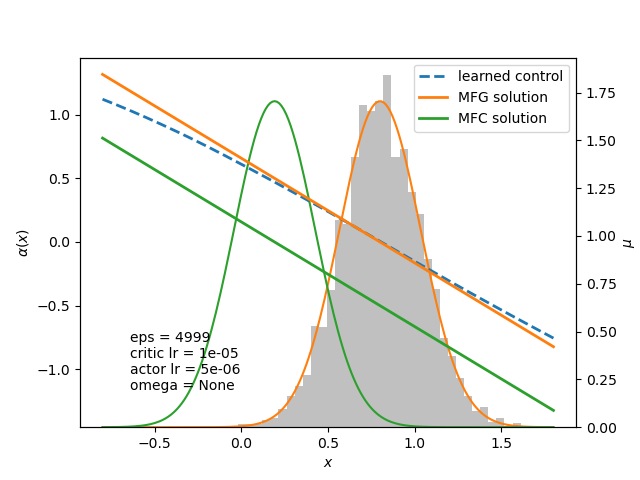 learned control
MFG solution
MFC solution
1.0
0.5
0.0
−0.5
−1.0
α(x)
1.75
1.50
1.25
1.00
0.75
0.50
0.25
0.00
μ
eps = 4999
critic lr = 1e-05
actor lr = 5e-06
omega = None
−0.5 0.0 0.5 1.0 1.5
x